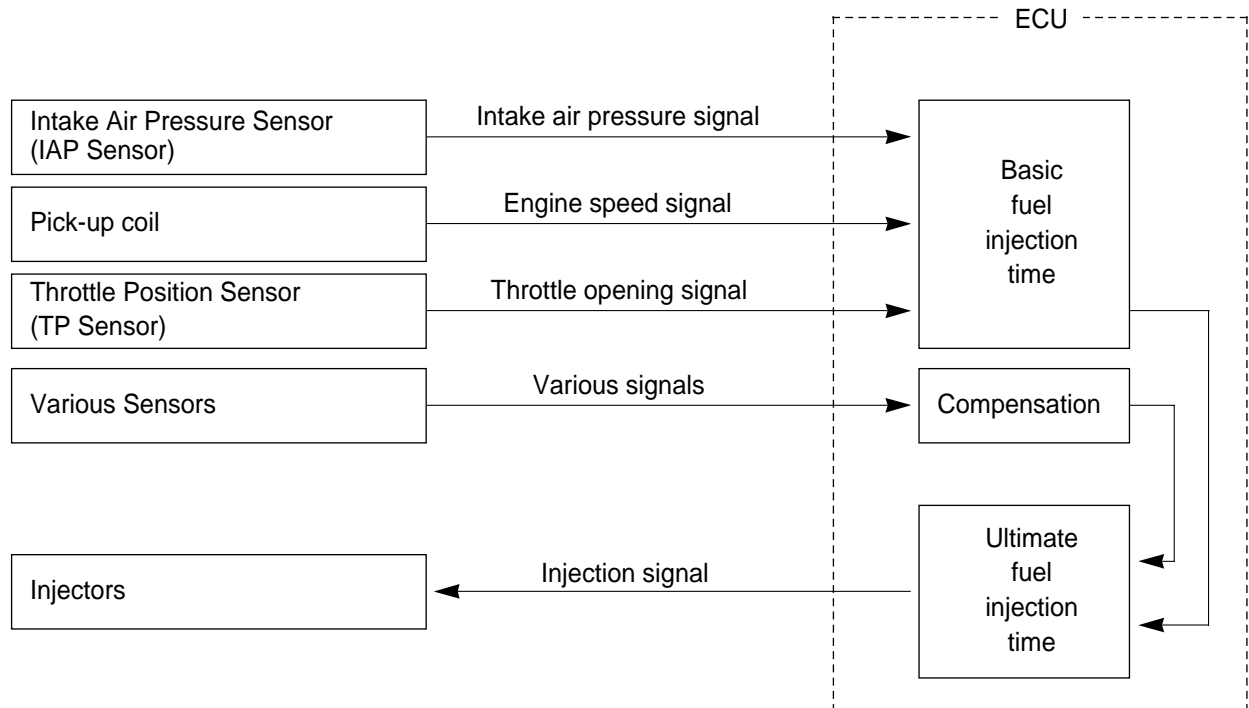 ECU
Intake Air Pressure Sensor
(IAP Sensor)
Intake air pressure signal
Basic
fuel
injection
time
Pick-up coil
Engine speed signal
Throttle Position Sensor
(TP Sensor)
Throttle opening signal
Various Sensors
Various signals
Compensation
Injectors
Injection signal
Ultimate
fuel
injection
time